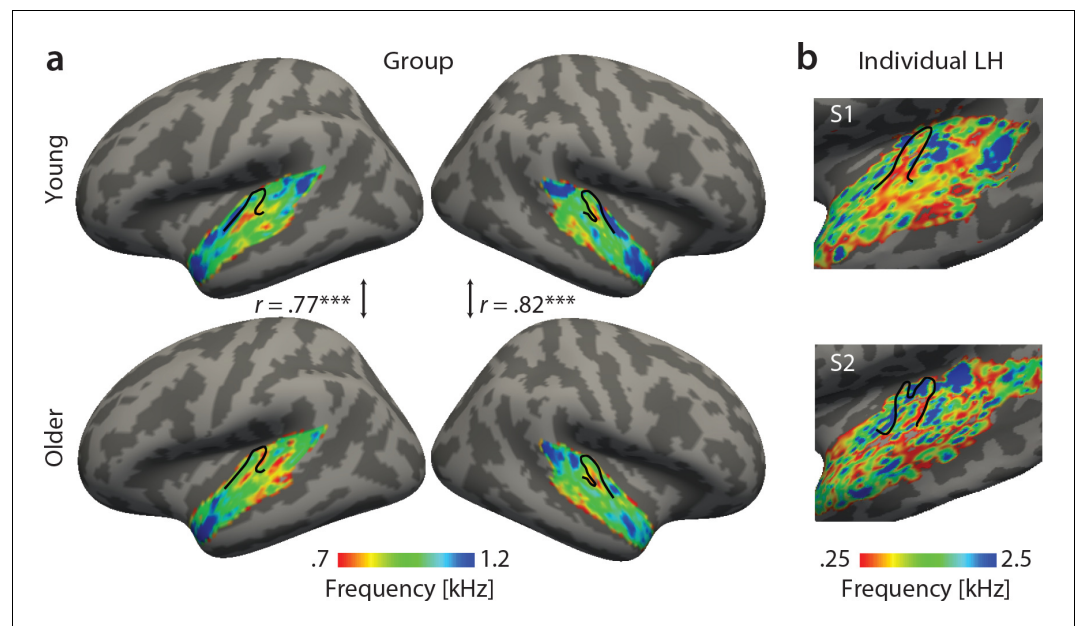 a
Group
b
Individual LH
Young
S1
r = .77***
r = .82***
Older
S2
.7
1.2
Frequency [kHz]
.25
2.5
Frequency [kHz]